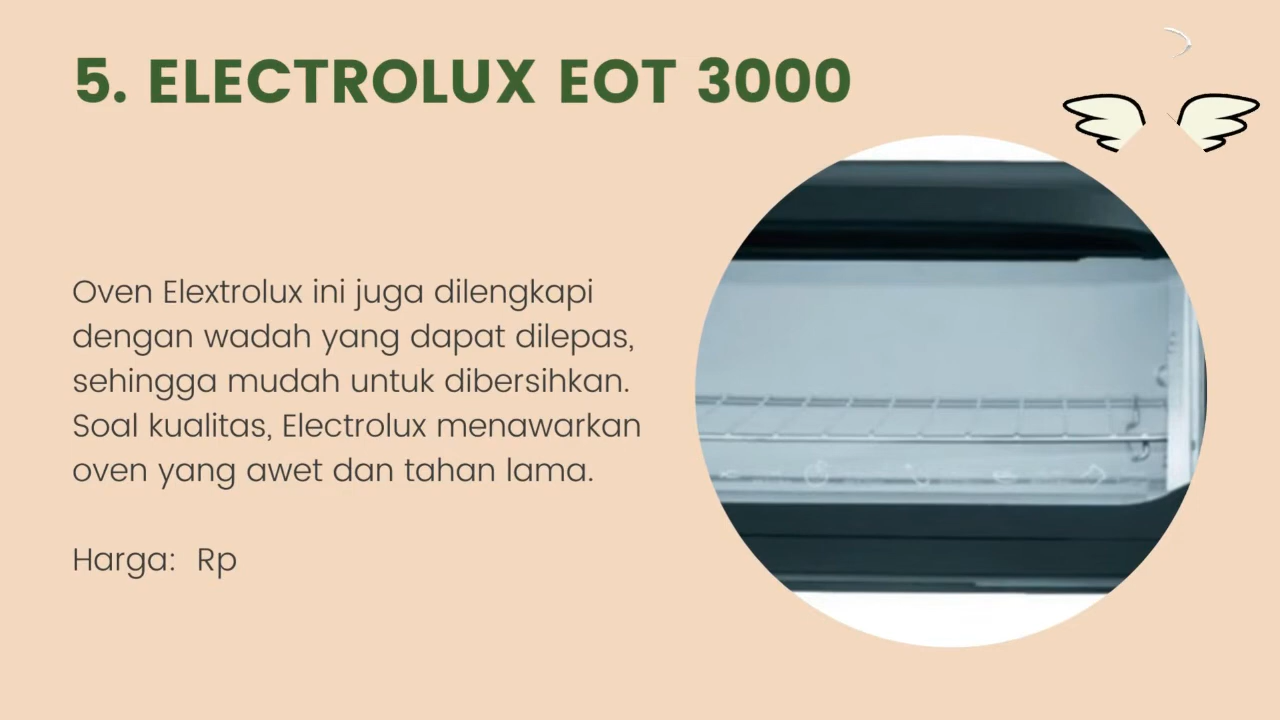 5. ELECTROLUX EOT 3000
Oven Elextrolux ini juga dilengkapi
dengan wadah yang dapat dilepas,
sehingga mudah untuk dibersihkan.
Soal kualitas, Electrolux menawarkan
oven yang awet dan tahan lama.
Harga: Rp